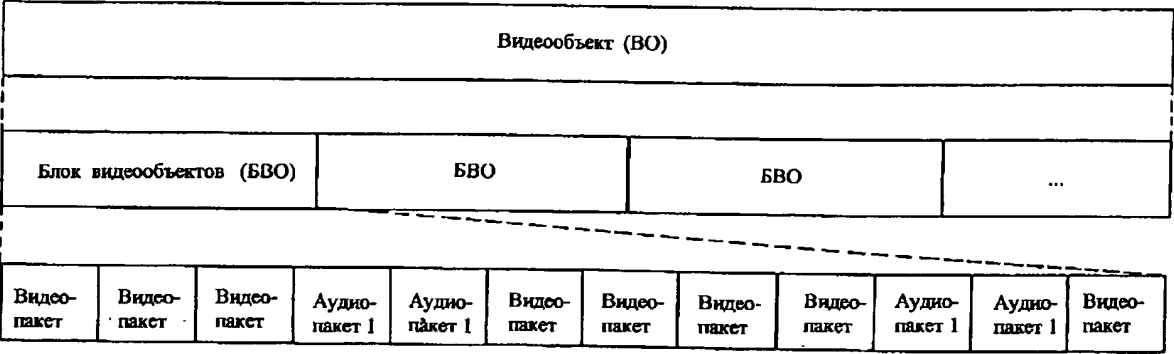 Видеообъект (ВО)
Блок видеообъектов (БВО) БВО БВО ...
Видео- Видео- Видео- Аудио- Аудио- Видео- Видео- Видео- Видео- Аудио- Аудио- Видео-
пакет пакет пакет пакет 1 пакет 1 пакет пакет пакет пакет пакет 1 пакет 1 пакет